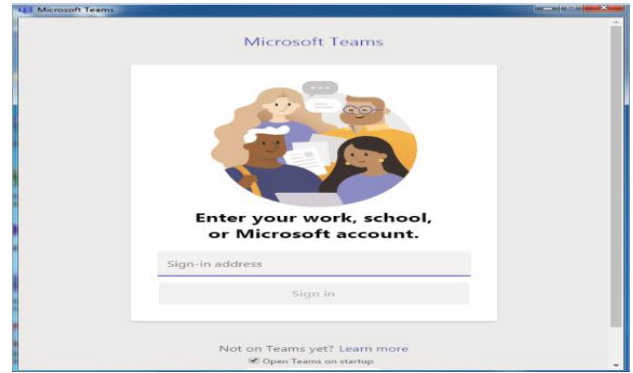 Microsoft Teams
Microsoft Teams
Enter your work, school,
or Microsoft account.
Sign-in address
Sign in
Not on Teams yet? Learn more
Open Teams on startup